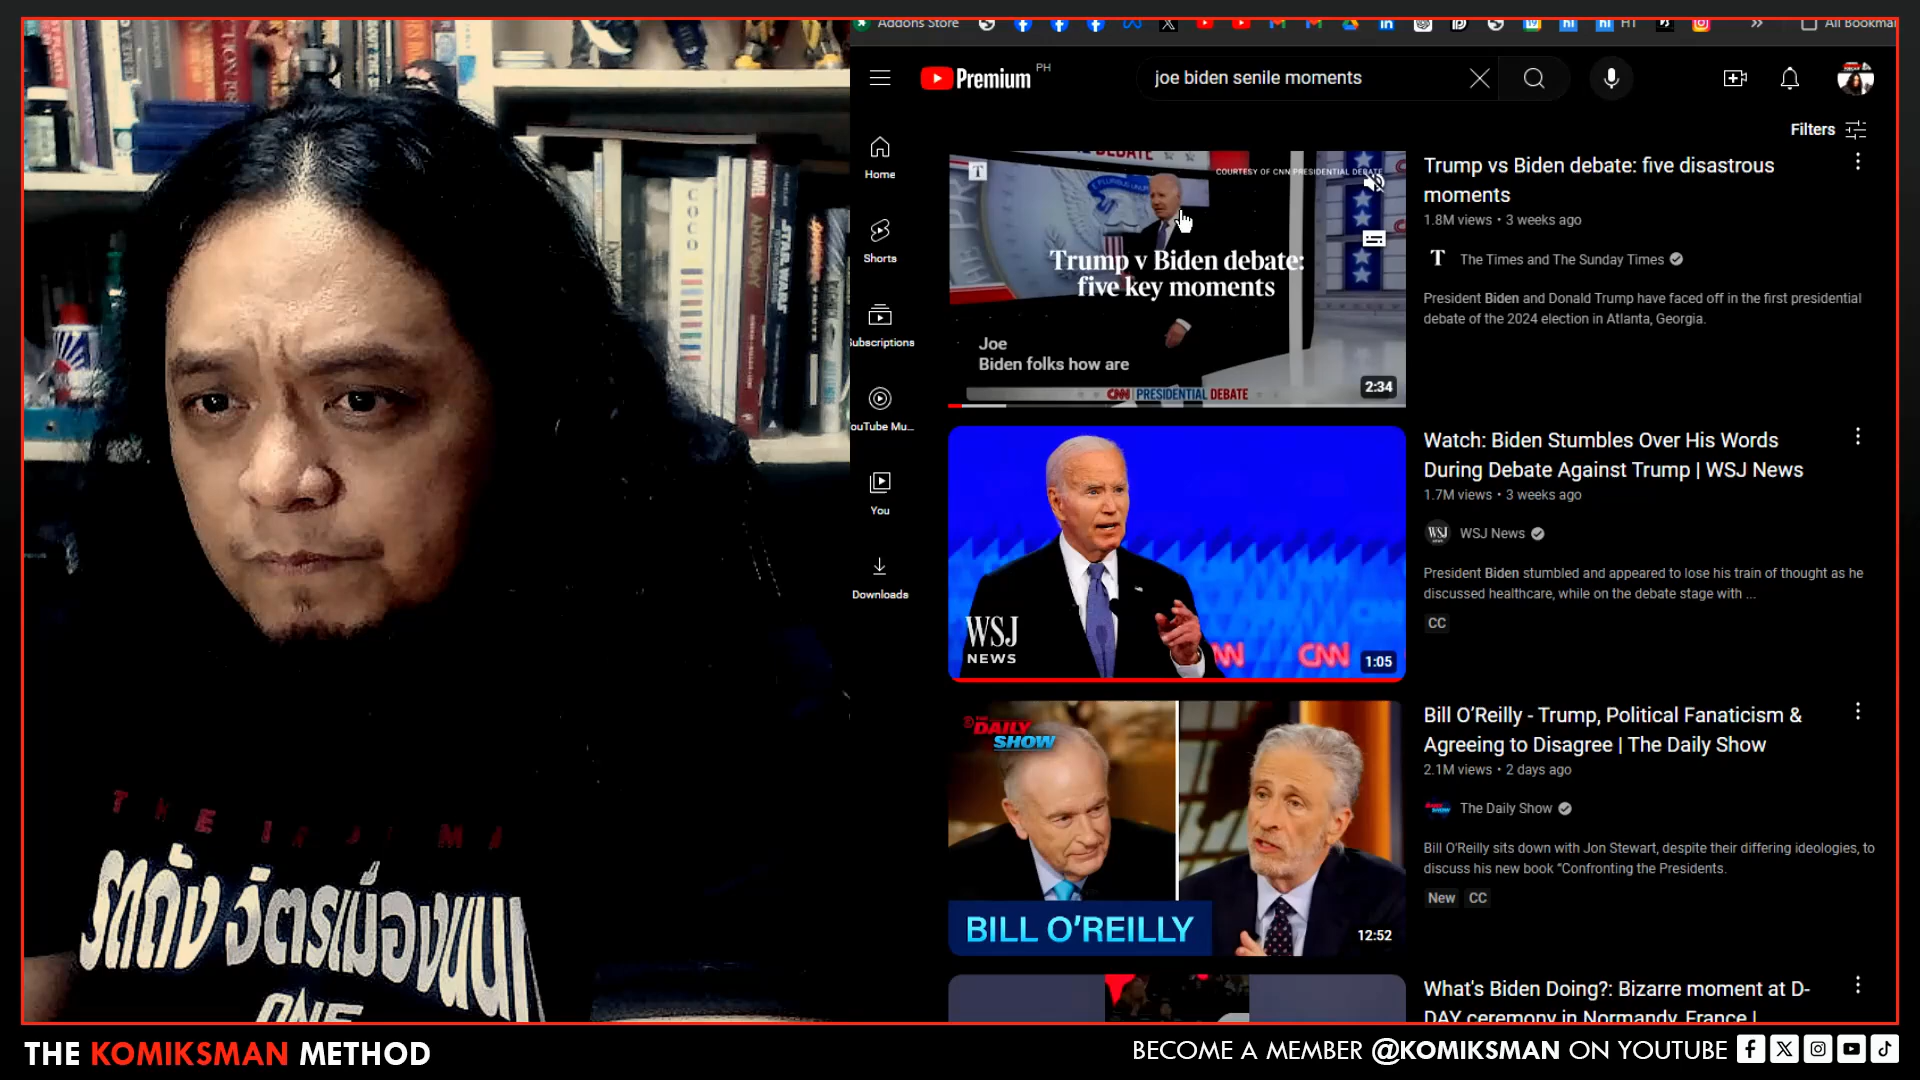 Addons Store
All Bookmar
Premium PH
joe biden senile moments
Filters
Home
Shorts
ubscriptions
ouTube Mu...
You
Downloads
COURTESY OF CNN PRESIDENTIAL DEBATE
Trump v Biden debate:
five key moments
Joe
Biden folks how are
CNN PRESIDENTIAL DEBATE
2:34
Trump vs Biden debate: five disastrous
moments
1.8M views • 3 weeks ago
T The Times and The Sunday Times
President Biden and Donald Trump have faced off in the first presidential
debate of the 2024 election in Atlanta, Georgia.
WSJ
NEWS
CNN
1:05
Watch: Biden Stumbles Over His Words
During Debate Against Trump | WSJ News
1.7M views • 3 weeks ago
WSJ WSJ News
President Biden stumbled and appeared to lose his train of thought as he
discussed healthcare, while on the debate stage with ...
CC
THE
DAILY
SHOW
BILL O'REILLY
12:52
Bill O’Reilly - Trump, Political Fanaticism &
Agreeing to Disagree | The Daily Show
2.1M views • 2 days ago
The Daily Show
Bill O'Reilly sits down with Jon Stewart, despite their differing ideologies, to
discuss his new book “Confronting the Presidents.
New CC
What's Biden Doing?: Bizarre moment at D-
DAY ceremony in Normandy, France |
COCO
ANATOMY
STAR WARS
ONE
THE KOMIKSMAN METHOD
BECOME A MEMBER @KOMIKSMAN ON YOUTUBE